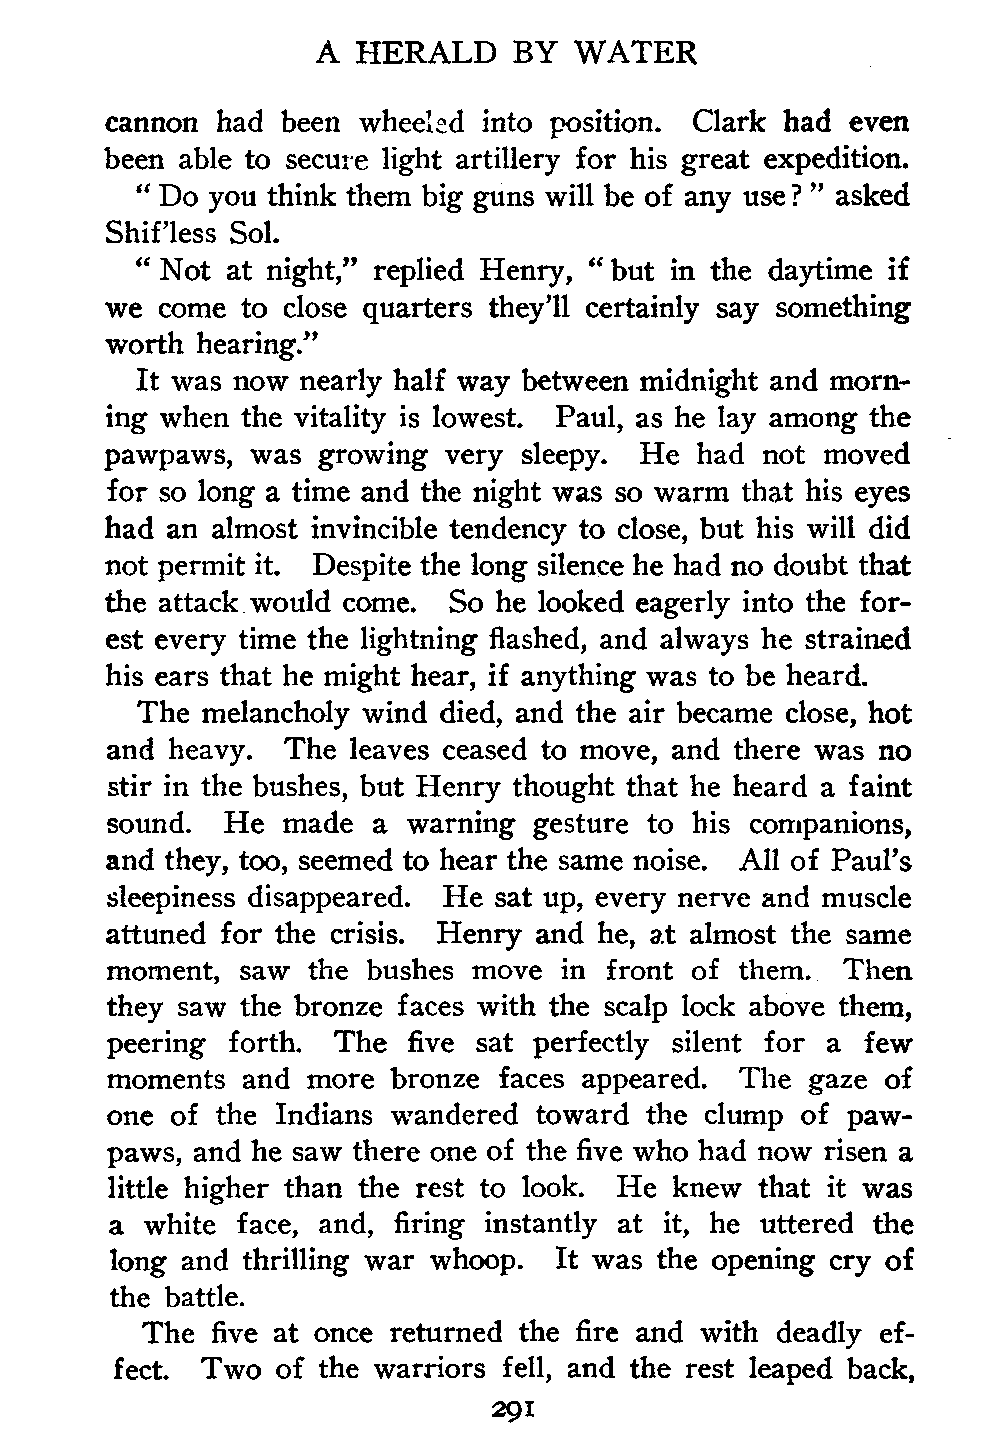 A HERALD BY WATER
cannon had been wheeled into position. Clark had even
been able to secure light artillery for his great expedition.
“ Do you think them big guns will be of any use? ” asked
Shif’less Sol.
“ Not at night,” replied Henry, “ but in the daytime if
we come to close quarters they’ll certainly say something
worth hearing.”
It was now nearly half way between midnight and morn-
ing when the vitality is lowest. Paul, as he lay among the
pawpaws, was growing very sleepy. He had not moved
for so long a time and the night was so warm that his eyes
had an almost invincible tendency to close, but his will did
not permit it. Despite the long silence he had no doubt that
the attack would come. So he looked eagerly into the for-
est every time the lightning flashed, and always he strained
his ears that he might hear, if anything was to be heard.
The melancholy wind died, and the air became close, hot
and heavy. The leaves ceased to move, and there was no
stir in the bushes, but Henry thought that he heard a faint
sound. He made a warning gesture to his companions,
and they, too, seemed to hear the same noise. All of Paul’s
sleepiness disappeared. He sat up, every nerve and muscle
attuned for the crisis. Henry and he, at almost the same
moment, saw the bushes move in front of them. Then
they saw the bronze faces with the scalp lock above them,
peering forth. The five sat perfectly silent for a few
moments and more bronze faces appeared. The gaze of
one of the Indians wandered toward the clump of paw-
paws, and he saw there one of the five who had now risen a
little higher than the rest to look. He knew that it was
a white face, and, firing instantly at it, he uttered the
long and thrilling war whoop. It was the opening cry of
the battle.
The five at once returned the fire and with deadly ef-
fect. Two of the warriors fell, and the rest leaped back,
291